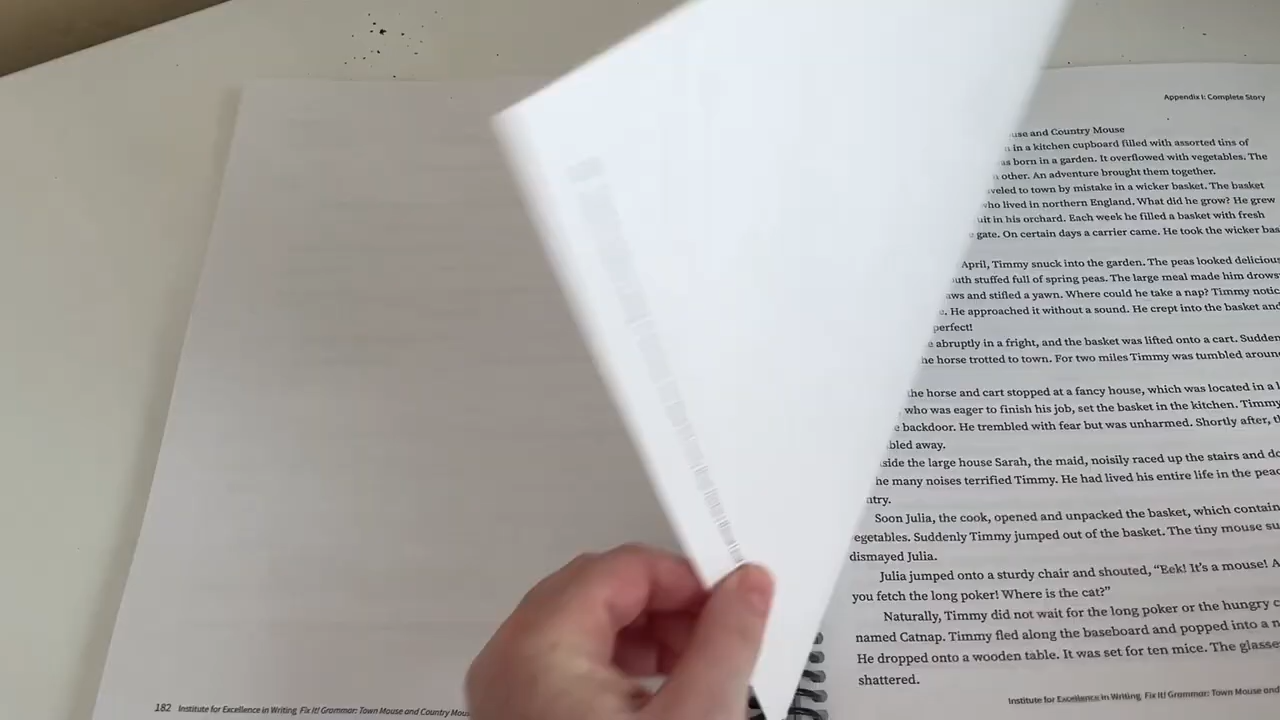 Appendix I: Complete Story
use and Country Mouse
in a kitchen cupboard filled with assorted tins of
as born in a garden. It overflowed with vegetables. The
other. An adventure brought them together.
veled to town by mistake in a wicker basket. The basket
who lived in northern England. What did he grow? He grew
uit in his orchard. Each week he filled a basket with fresh
gate. On certain days a carrier came. He took the wicker bas
April, Timmy snuck into the garden. The peas looked delicious
uth stuffed full of spring peas. The large meal made him drows
aws and stifled a yawn. Where could he take a nap? Timmy notic
. He approached it without a sound. He crept into the basket and
perfect!
e abruptly in a fright, and the basket was lifted onto a cart. Sudden
he horse trotted to town. For two miles Timmy was tumbled aroun
the horse and cart stopped at a fancy house, which was located in a l
who was eager to finish his job, set the basket in the kitchen. Timmy
e backdoor. He trembled with fear but was unharmed. Shortly after, t
bled away.
side the large house Sarah, the maid, noisily raced up the stairs and do
he many noises terrified Timmy. He had lived his entire life in the peac
ntry.
Soon Julia, the cook, opened and unpacked the basket, which contain
egetables. Suddenly Timmy jumped out of the basket. The tiny mouse su
dismayed Julia.
Julia jumped onto a sturdy chair and shouted, “Eek! It’s a mouse! A
you fetch the long poker! Where is the cat?”
Naturally, Timmy did not wait for the long poker or the hungry c
named Catnap. Timmy fled along the baseboard and popped into a n
He dropped onto a wooden table. It was set for ten mice. The glasse
shattered.
182 Institute for Excellence in Writing, Fix It! Grammar: Town Mouse and Country Mou
Institute for Excellence in Writing, Fix It! Grammar: Town Mouse and